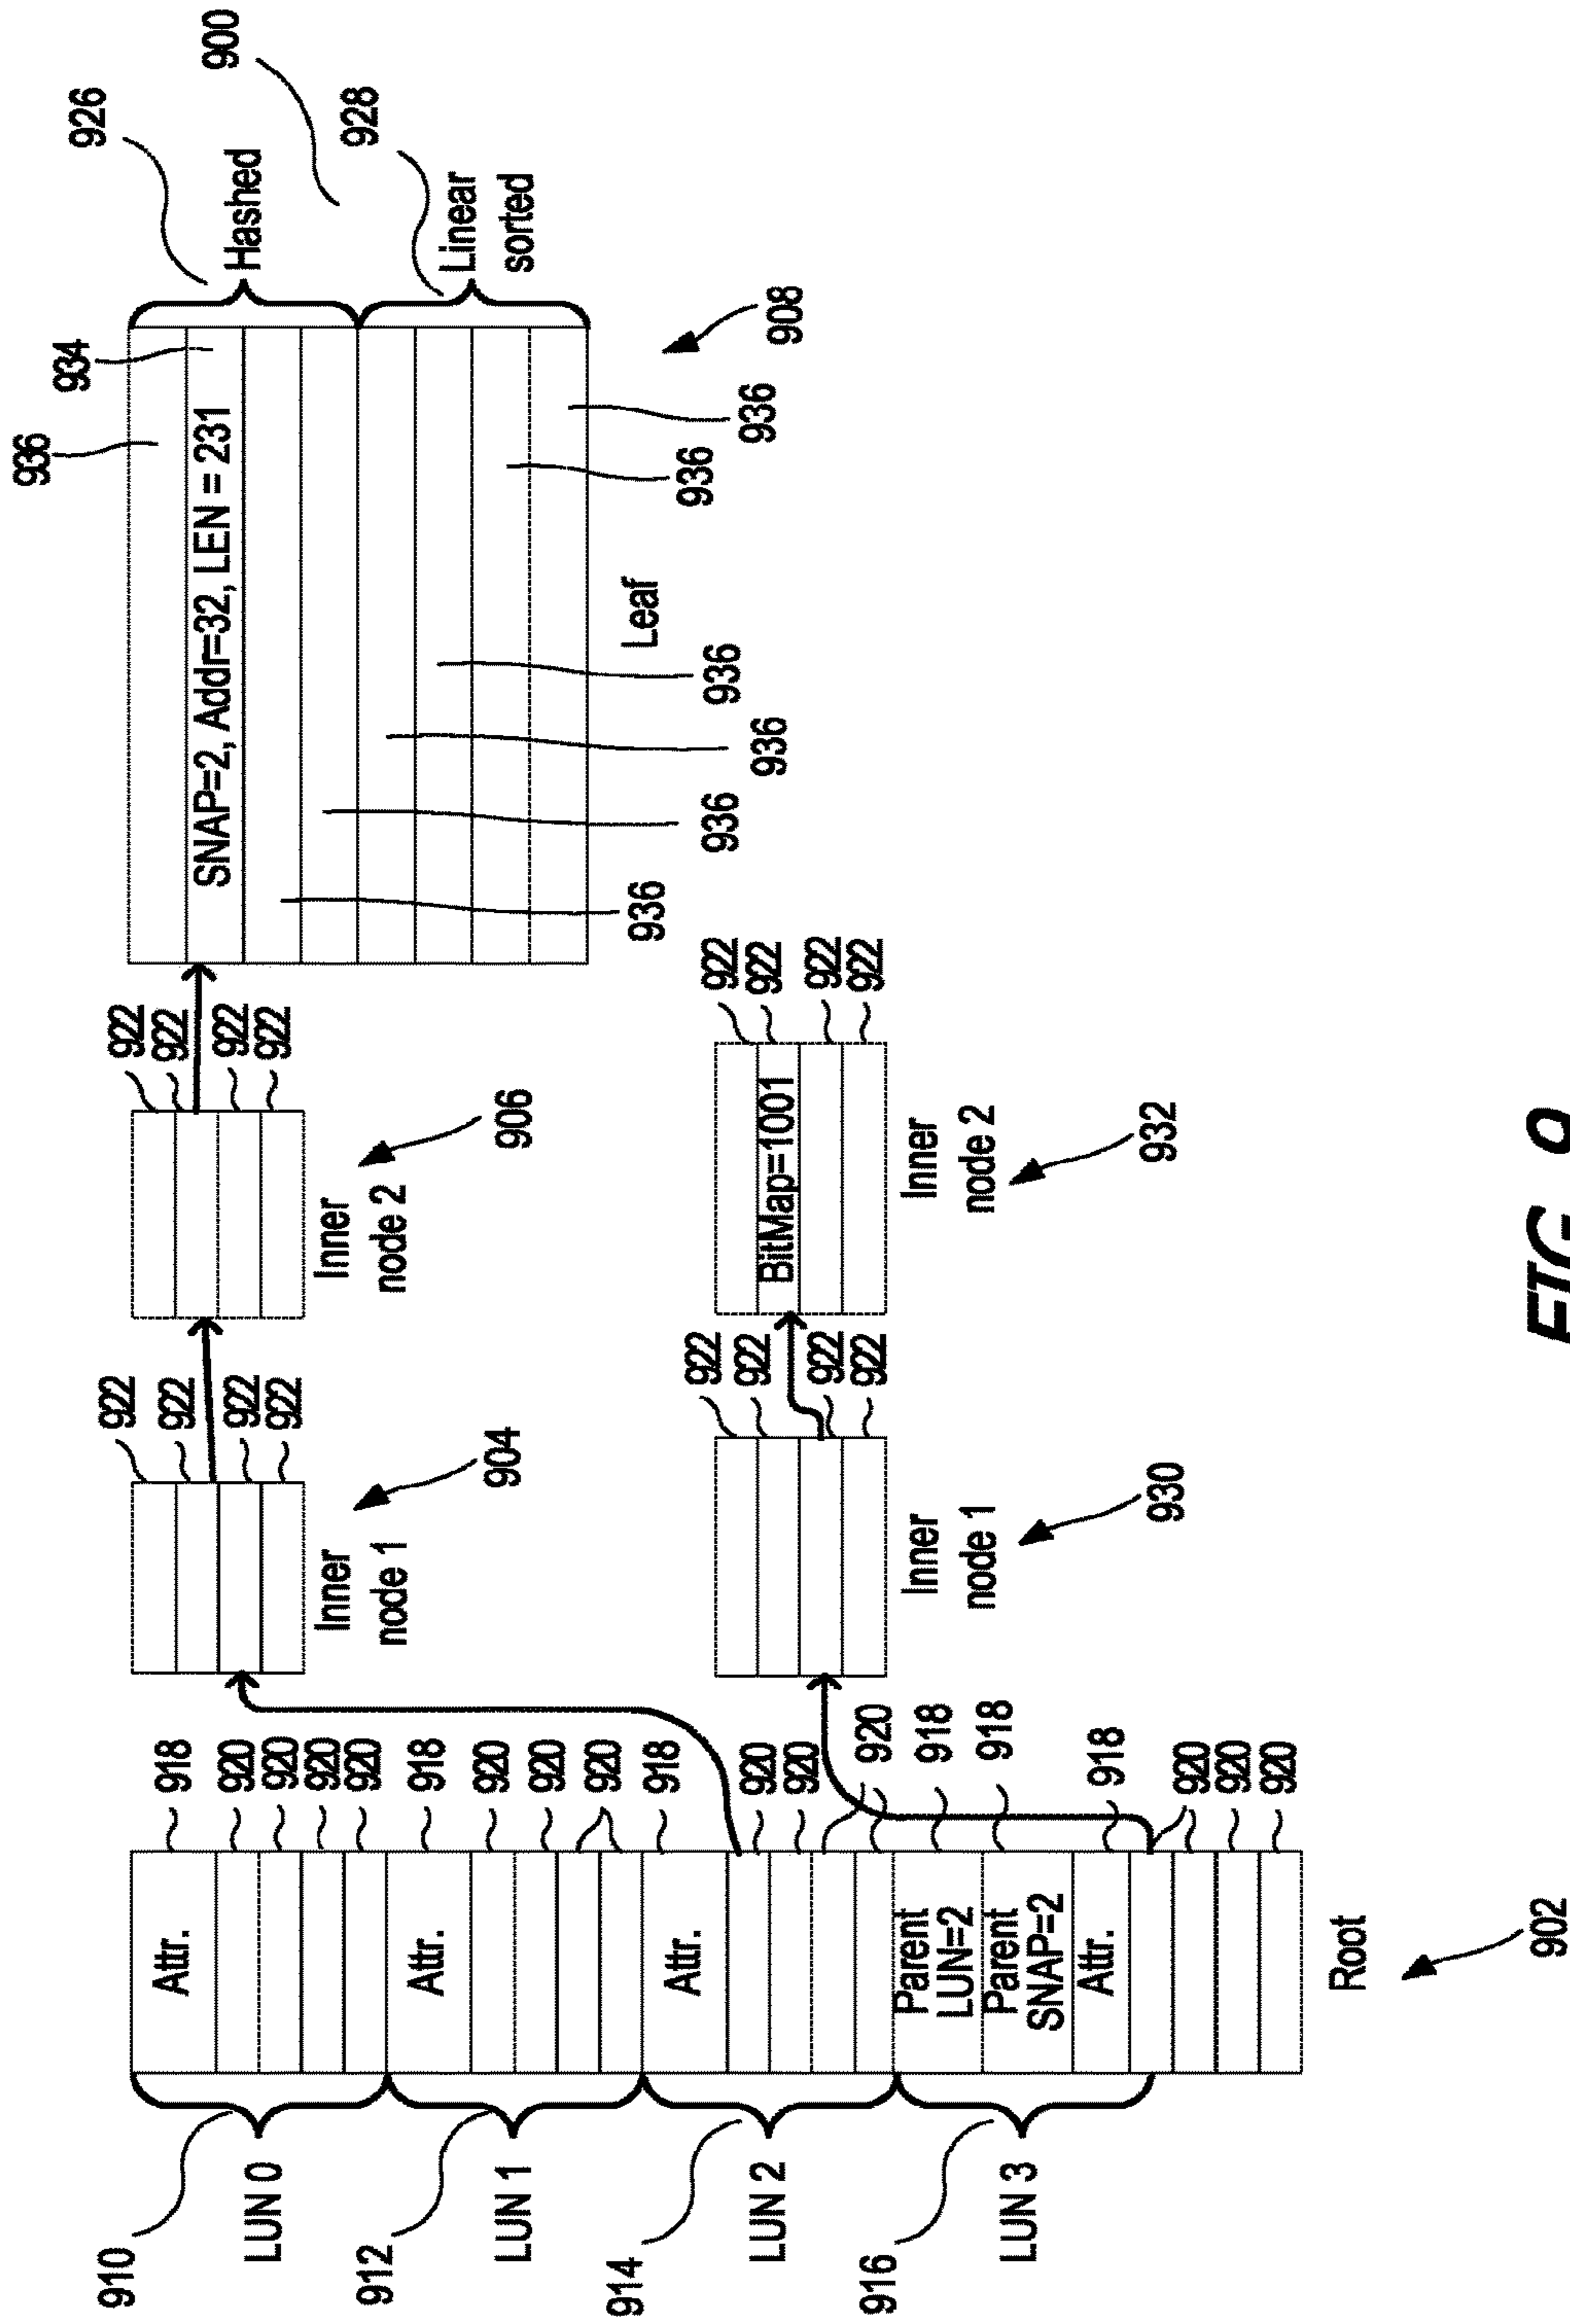 926
900
936
934
Hashed
928
Linear
sorted
SNAP=2, Addr=32, LEN = 231
908
936
936
936
936
936
936
Leaf
922
922
922
922
Inner
node 2
906
922
922
922
922
Inner
node 1
904
922
922
922
922
BitMap=1001
Inner
node 2
932
922
922
922
922
Inner
node 1
930
918
920
920
920
920
918
920
920
920
918
920
920
920
918
918
918
920
920
920
Attr.
Attr.
Attr.
Parent
LUN=2
Parent
SNAP=2
Attr.
Root
902
910
LUN 0
912
LUN 1
914
LUN 2
916
LUN 3
FIG. 9